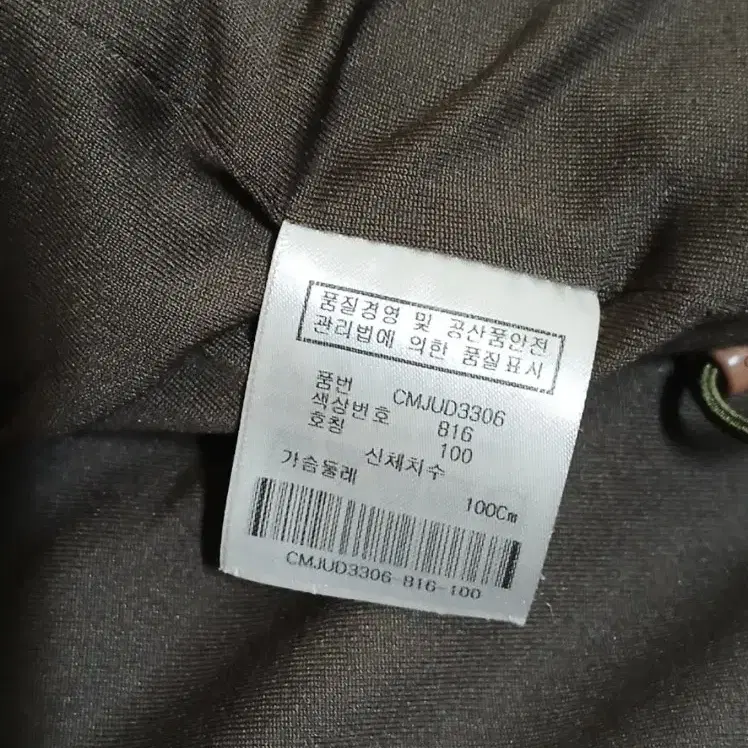 품질경영 및 공산품안전
관리법에 의한 품질표시
품번 CMJUD3306
색상번호 816
호칭 100
신체치수
가슴둘레 100Cm
CMJUD3306-816-100